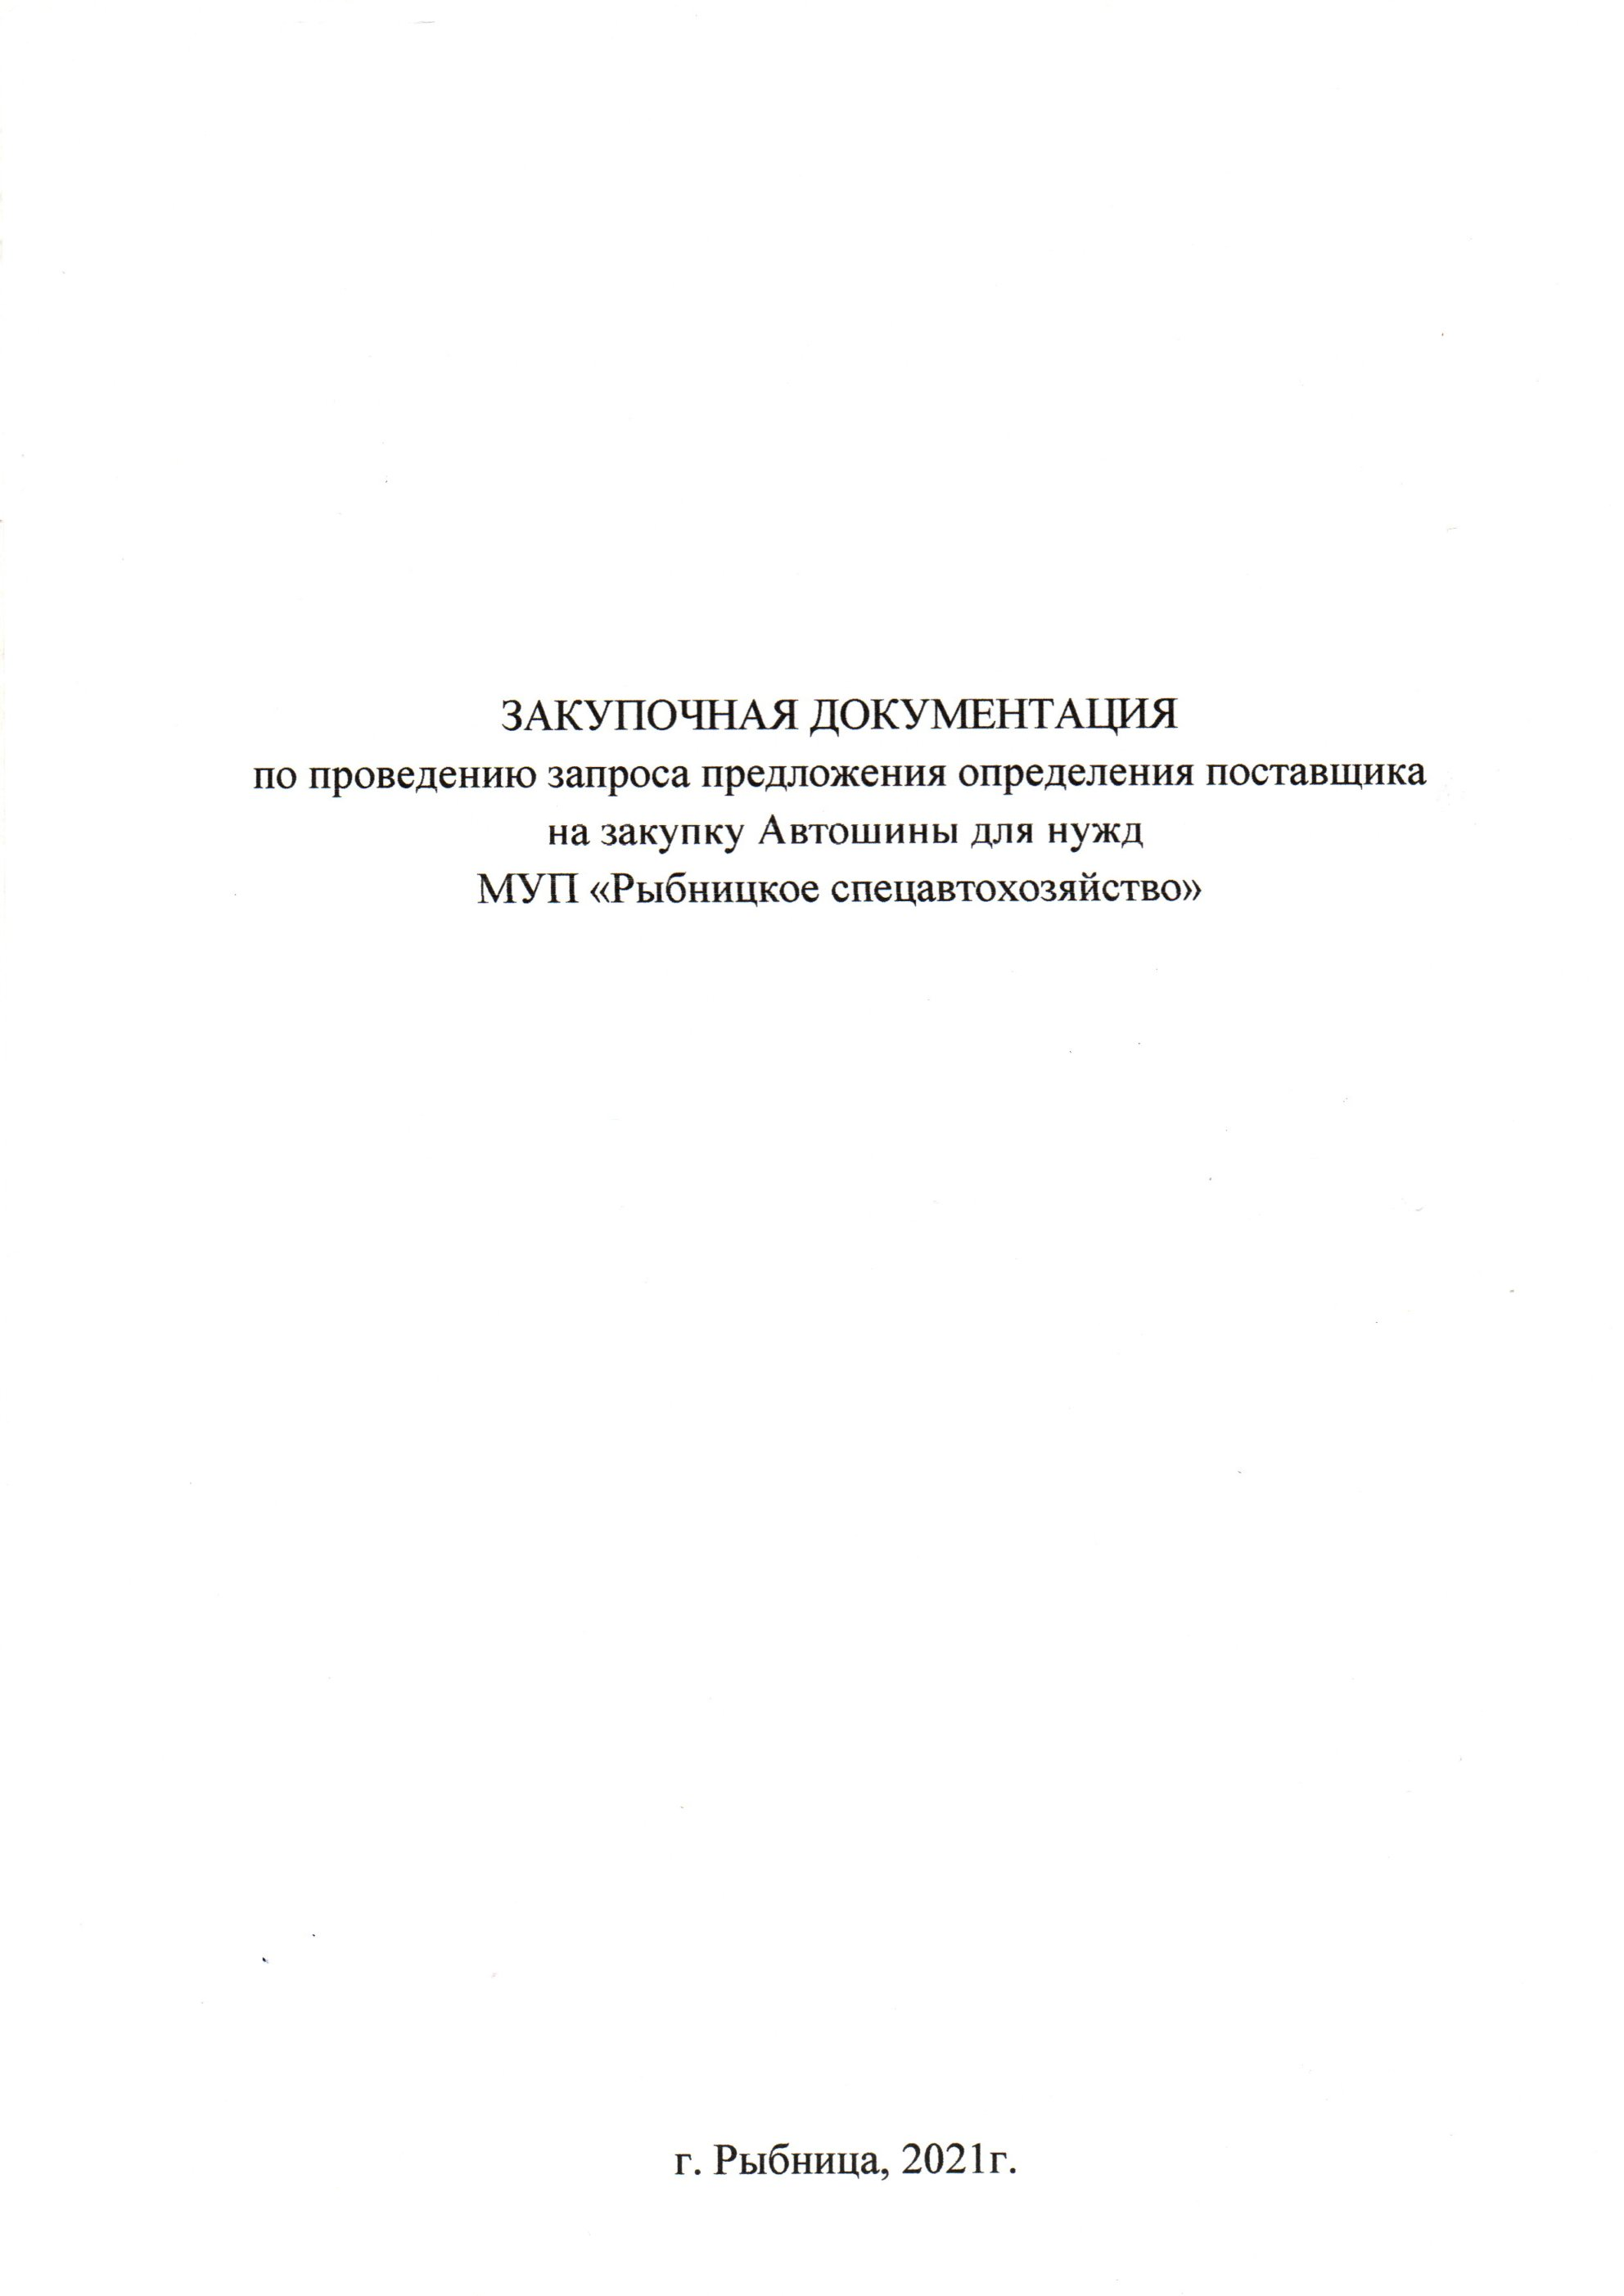 ЗАКУПОЧНАЯ ДОКУМЕНТАЦИЯ
по проведению запроса предложения определения поставщика
на закупку Автошины для нужд
МУП «Рыбницкое спецавтохозяйство»
г. Рыбница, 2021г.